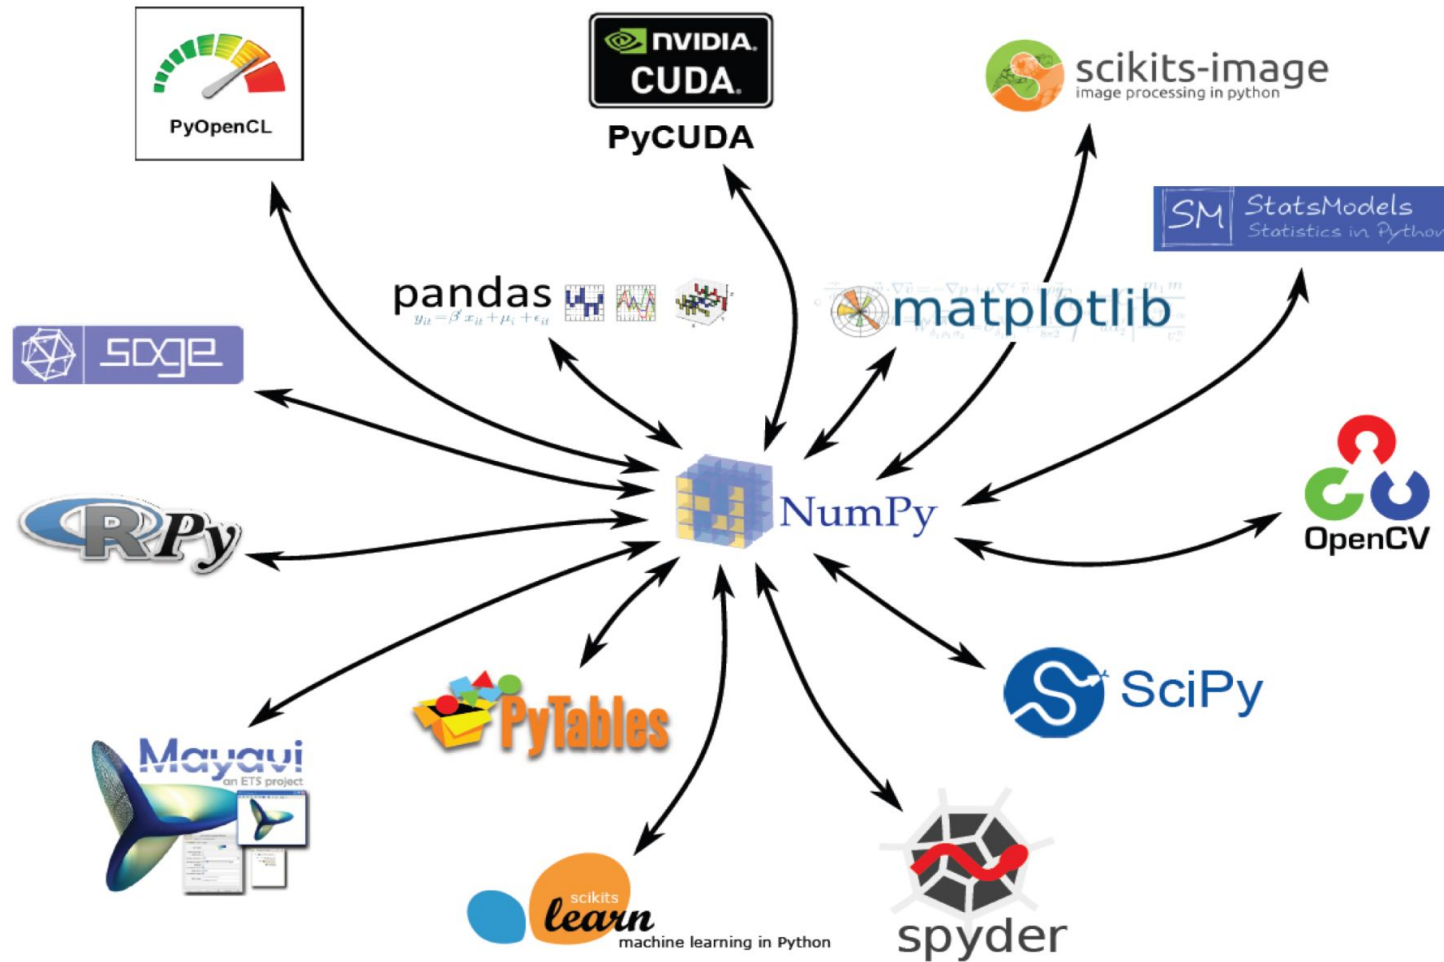 nVIDIA.
CUDA.
PyCUDA
PyOpenCL
scikits-image
image processing in python
SM
StatsModels
Statistics in Python
pandas
matplotlib
sage
NumPy
RPy
OpenCV
SciPy
PyTables
Mayavi
an ETS project
scikits
learn
machine learning in Python
spyder